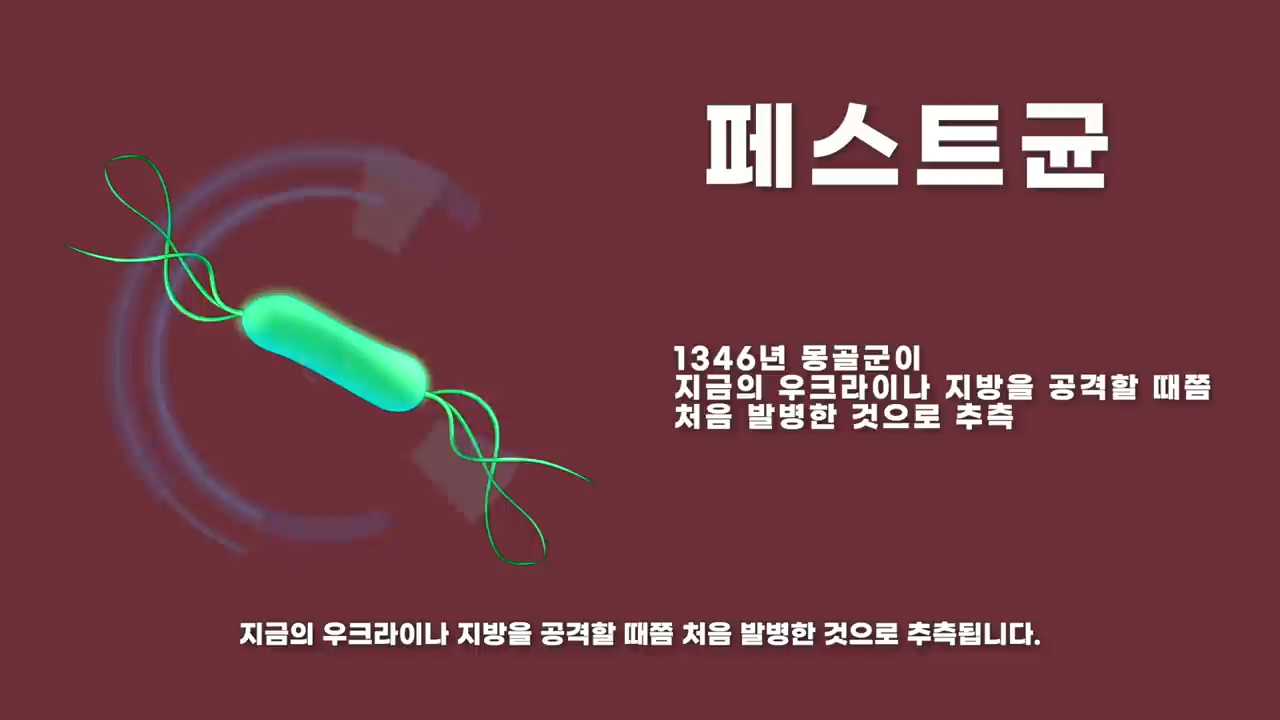 페스트균
1346년 몽골군이
지금의 우크라이나 지방을 공격할 때쯤
처음 발병한 것으로 추측
지금의 우크라이나 지방을 공격할 때쯤 처음 발병한 것으로 추측됩니다.